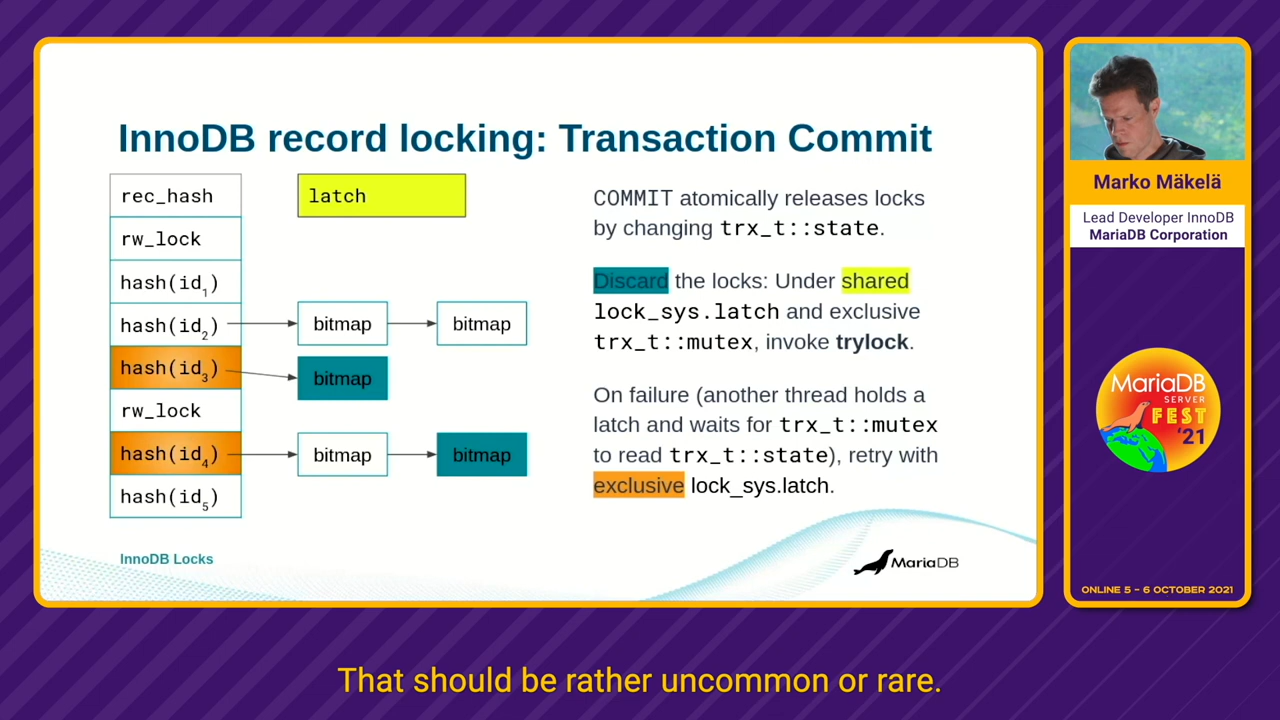 InnoDB record locking: Transaction Commit
rec_hash
rw_lock
hash(id1)
hash(id2)
hash(id3)
rw_lock
hash(id4)
hash(id5)
latch
bitmap
bitmap
bitmap
bitmap
bitmap
COMMIT atomically releases locks
by changing trx_t::state.
Discard the locks: Under shared
lock_sys.latch and exclusive
trx_t::mutex, invoke trylock.
On failure (another thread holds a
latch and waits for trx_t::mutex
to read trx_t::state), retry with
exclusive lock_sys.latch.
InnoDB Locks
MariaDB
Marko Mäkelä
Lead Developer InnoDB
MariaDB Corporation
MariaDB
SERVER
FEST
'21
ONLINE 5 – 6 OCTOBER 2021
That should be rather uncommon or rare.